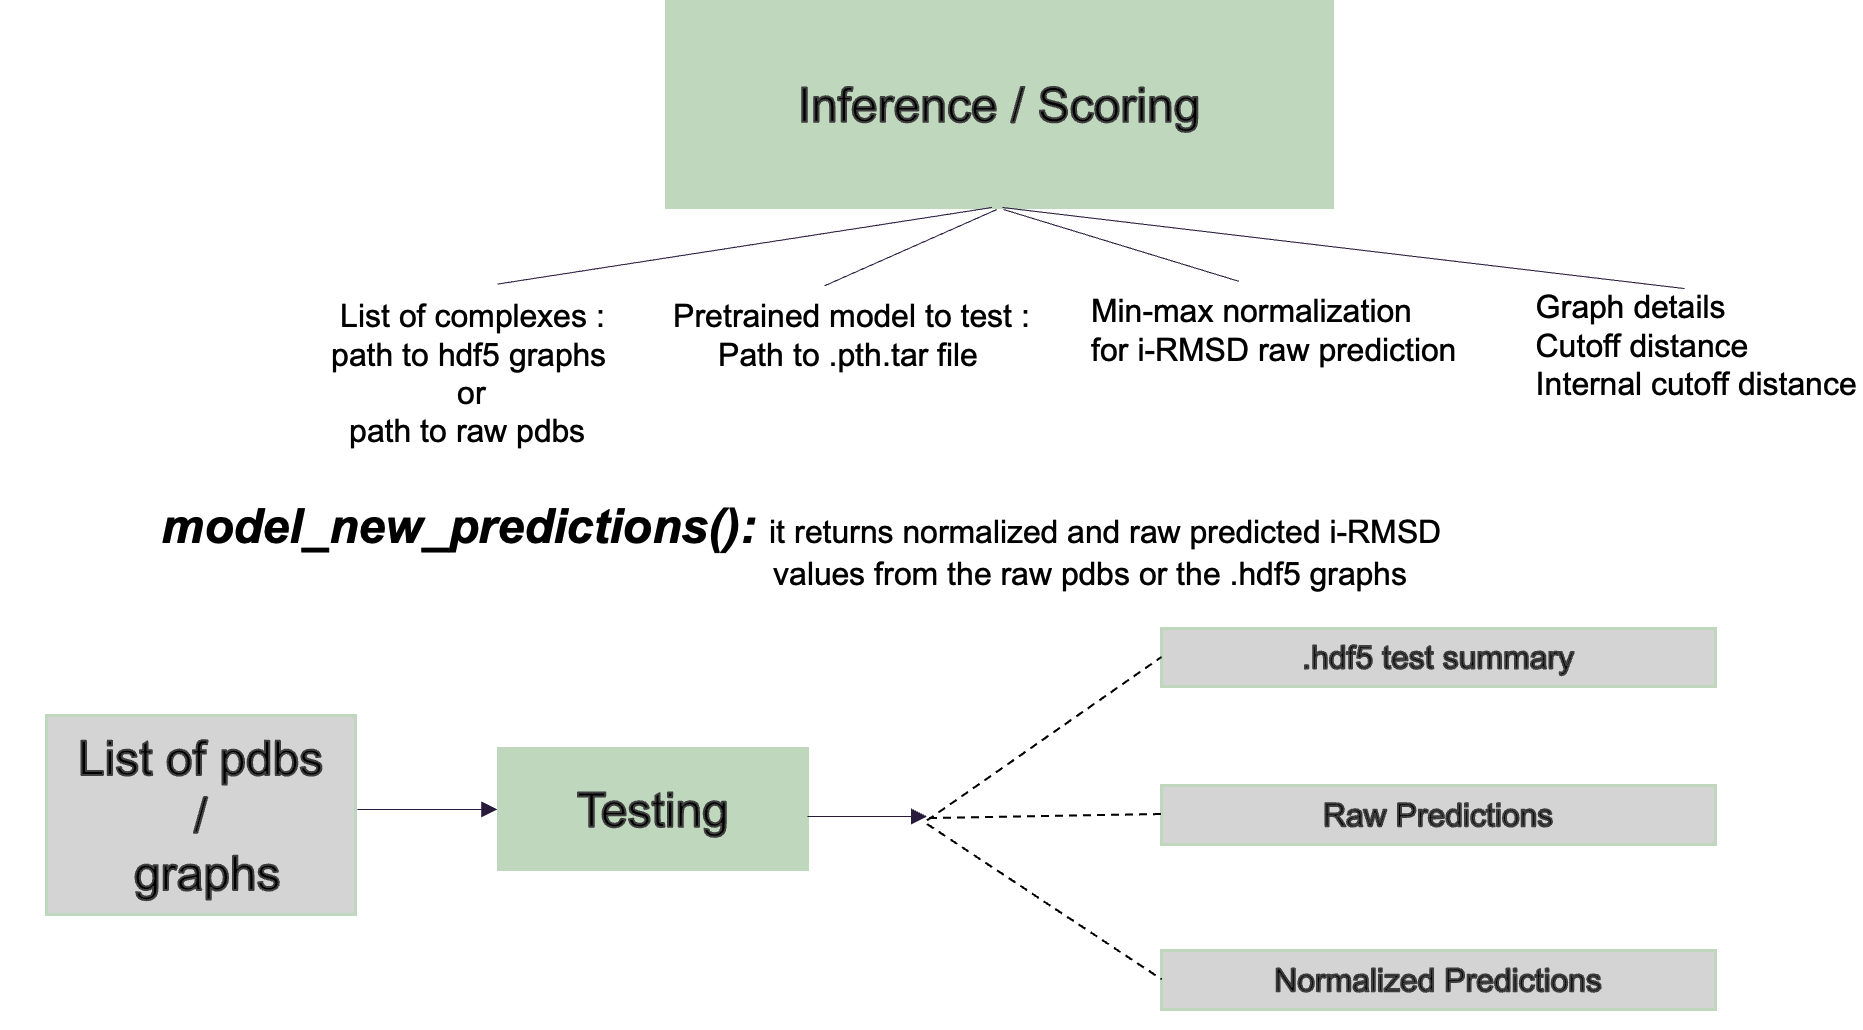 Inference / Scoring
List of complexes :
path to hdf5 graphs
or
path to raw pdbs
Pretrained model to test :
Path to .pth.tar file
Min-max normalization
for i-RMSD raw prediction
Graph details
Cutoff distance
Internal cutoff distance
model_new_predictions(): it returns normalized and raw predicted i-RMSD
values from the raw pdbs or the .hdf5 graphs
List of pdbs
/
graphs
Testing
.hdf5 test summary
Raw Predictions
Normalized Predictions